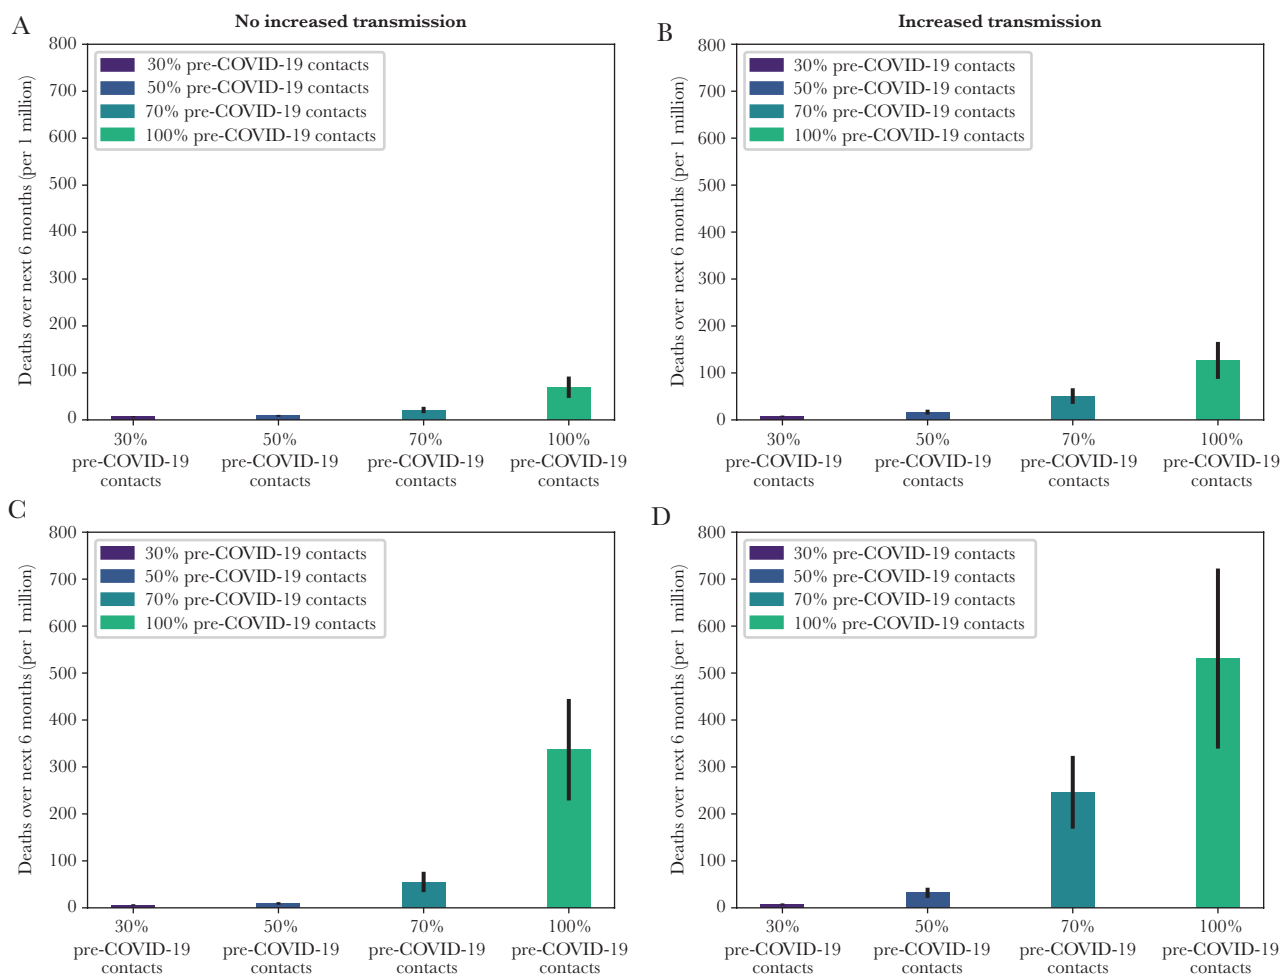 A
No increased transmission
Deaths over next 6 months (per 1 million)
800
700
600
500
400
300
200
100
0
30% pre-COVID-19 contacts
50% pre-COVID-19 contacts
70% pre-COVID-19 contacts
100% pre-COVID-19 contacts
30%
pre-COVID-19
contacts
50%
pre-COVID-19
contacts
70%
pre-COVID-19
contacts
100%
pre-COVID-19
contacts
B
Increased transmission
Deaths over next 6 months (per 1 million)
800
700
600
500
400
300
200
100
0
30% pre-COVID-19 contacts
50% pre-COVID-19 contacts
70% pre-COVID-19 contacts
100% pre-COVID-19 contacts
30%
pre-COVID-19
contacts
50%
pre-COVID-19
contacts
70%
pre-COVID-19
contacts
100%
pre-COVID-19
contacts
C
Deaths over next 6 months (per 1 million)
800
700
600
500
400
300
200
100
0
30% pre-COVID-19 contacts
50% pre-COVID-19 contacts
70% pre-COVID-19 contacts
100% pre-COVID-19 contacts
30%
pre-COVID-19
contacts
50%
pre-COVID-19
contacts
70%
pre-COVID-19
contacts
100%
pre-COVID-19
contacts
D
Deaths over next 6 months (per 1 million)
800
700
600
500
400
300
200
100
0
30% pre-COVID-19 contacts
50% pre-COVID-19 contacts
70% pre-COVID-19 contacts
100% pre-COVID-19 contacts
30%
pre-COVID-19
contacts
50%
pre-COVID-19
contacts
70%
pre-COVID-19
contacts
100%
pre-COVID-19
contacts